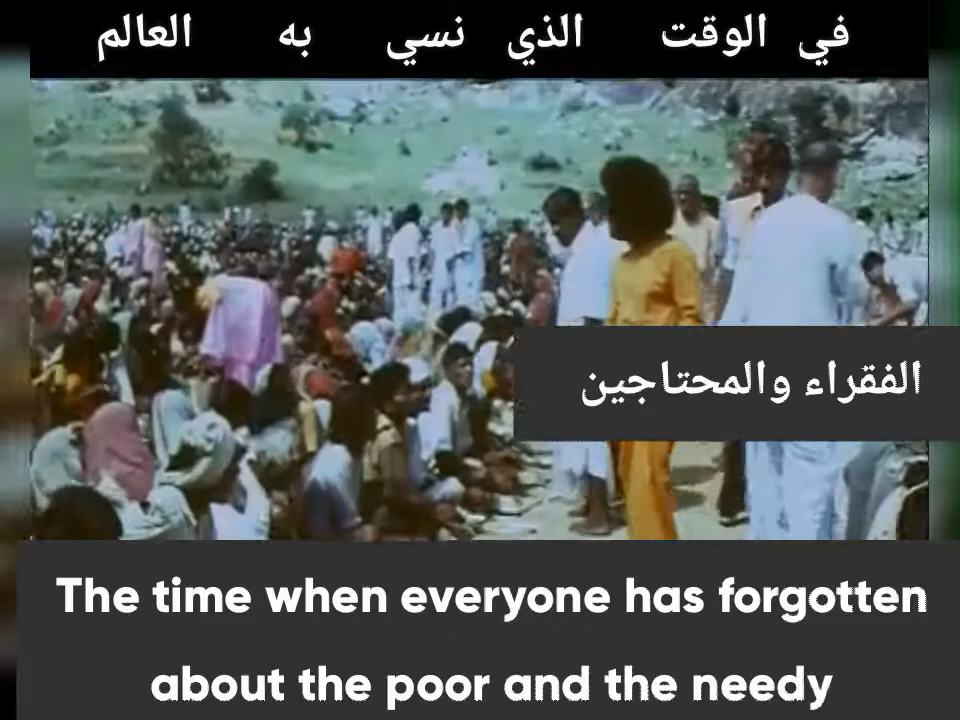 في الوقت الذي نسي به العالم
الفقراء والمحتاجين
The time when everyone has forgotten
about the poor and the needy